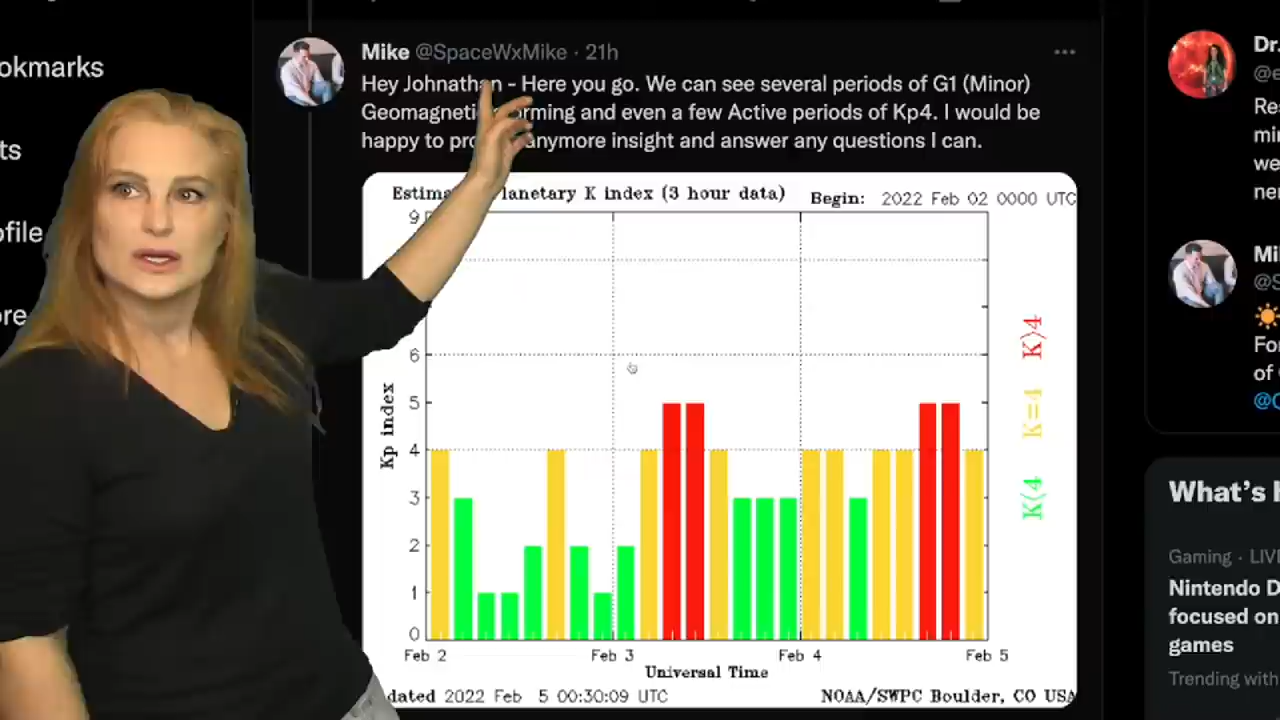 okmarks
ts
ofile
ore
Mike @SpaceWxMike · 21h
Hey Johnathan - Here you go. We can see several periods of G1 (Minor)
Geomagneti orming and even a few Active periods of Kp4. I would be
happy to pro anymore insight and answer any questions I can.
Estima lanetary K index (3 hour data)
Begin: 2022 Feb 02 0000 UTC
9
6
5
4
3
2
1
0
Kp index
K>4
K=4
K<4
Feb 2
Feb 3
Feb 4
Feb 5
Universal Time
dated 2022 Feb 5 00:30:09 UTC
NOAA/SWPC Boulder, CO USA
Dr.
@e
Re
mi
we
ne
Mi
@S
For
of
@
What's
Gaming · LIV
Nintendo D
focused on
games
Trending with